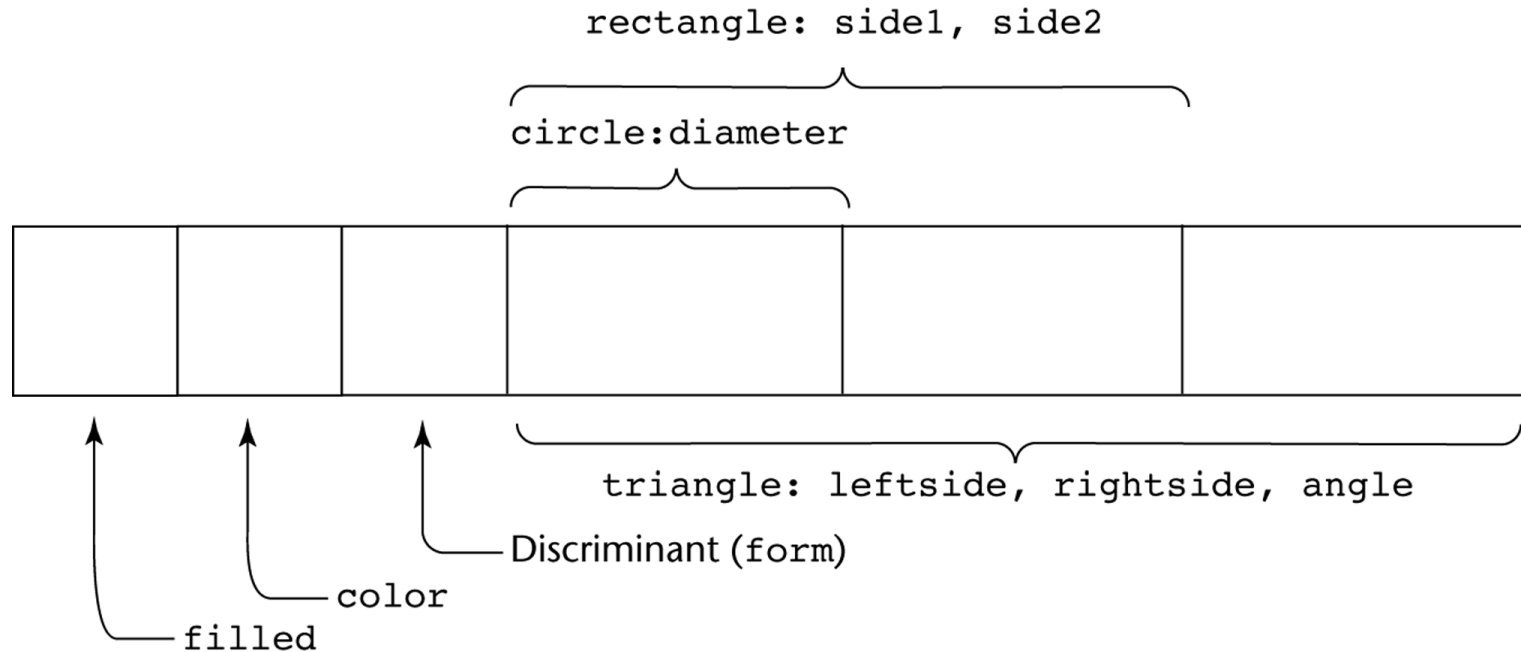 rectangle: side1, side2
circle:diameter
triangle: leftside, rightside, angle
Discriminant (form)
color
filled